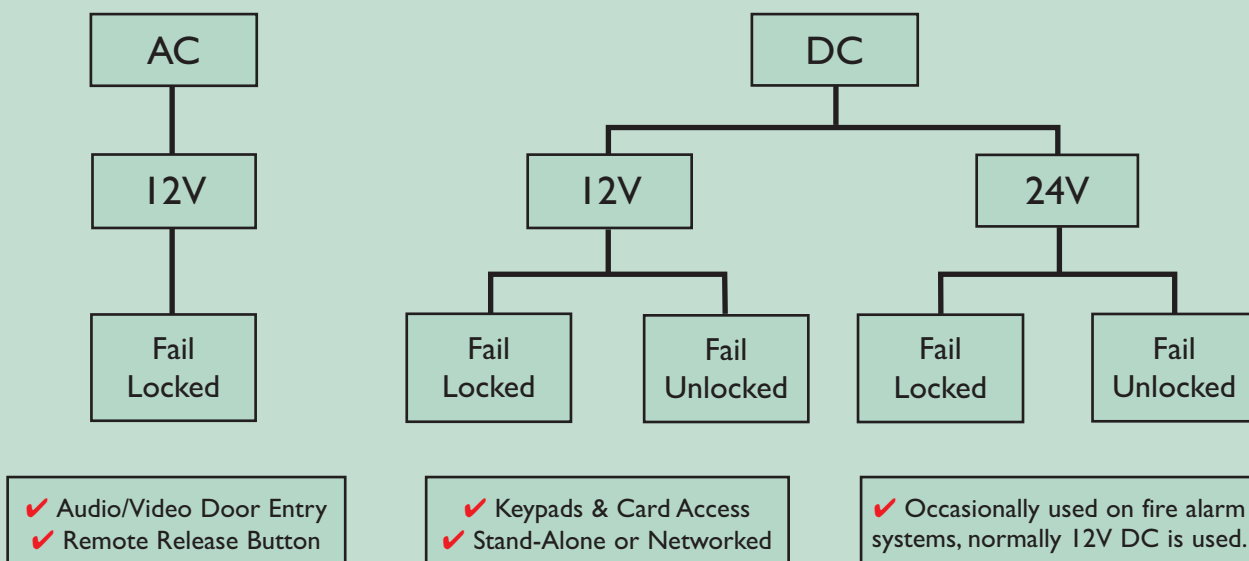 AC
DC
12V
12V
24V
Fail
Locked
Fail
Locked
Fail
Unlocked
Fail
Locked
Fail
Unlocked
✔ Audio/Video Door Entry
✔ Remote Release Button
✔ Keypads & Card Access
✔ Stand-Alone or Networked
✔ Occasionally used on fire alarm
systems, normally 12V DC is used.